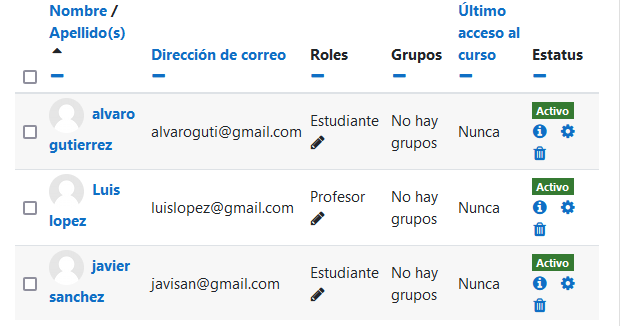 Nombre /
Apellido(s)
Dirección de correo
Roles
Grupos
Último
acceso al
curso
Estatus
alvaro
gutierrez
alvaroguti@gmail.com
Estudiante
No hay
grupos
Nunca
Activo
Luis
lopez
luislopez@gmail.com
Profesor
No hay
grupos
Nunca
Activo
javier
sanchez
javisan@gmail.com
Estudiante
No hay
grupos
Nunca
Activo